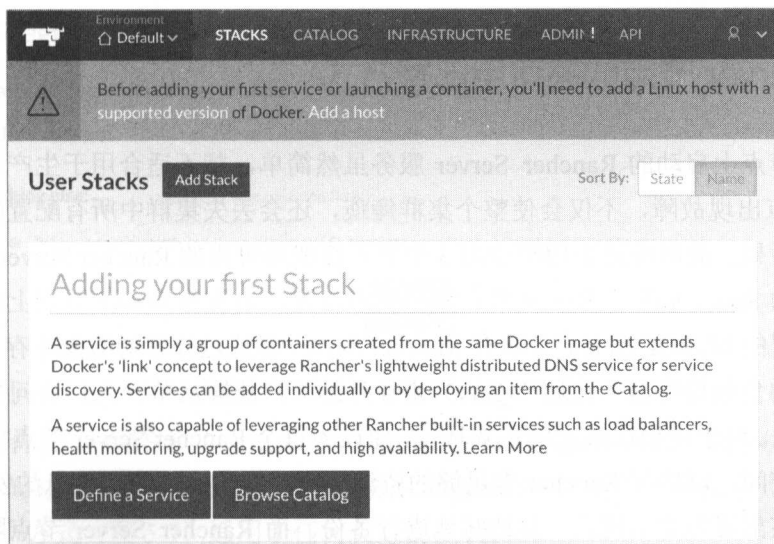 Environment
Default
STACKS
CATALOG
INFRASTRUCTURE
ADMIN !
API
Before adding your first service or launching a container, you'll need to add a Linux host with a
supported version of Docker. Add a host
User Stacks
Add Stack
Sort By:
State
Name
Adding your first Stack
A service is simply a group of containers created from the same Docker image but extends
Docker's 'link' concept to leverage Rancher's lightweight distributed DNS service for service
discovery. Services can be added individually or by deploying an item from the Catalog.
A service is also capable of leveraging other Rancher built-in services such as load balancers,
health monitoring, upgrade support, and high availability. Learn More
Define a Service
Browse Catalog